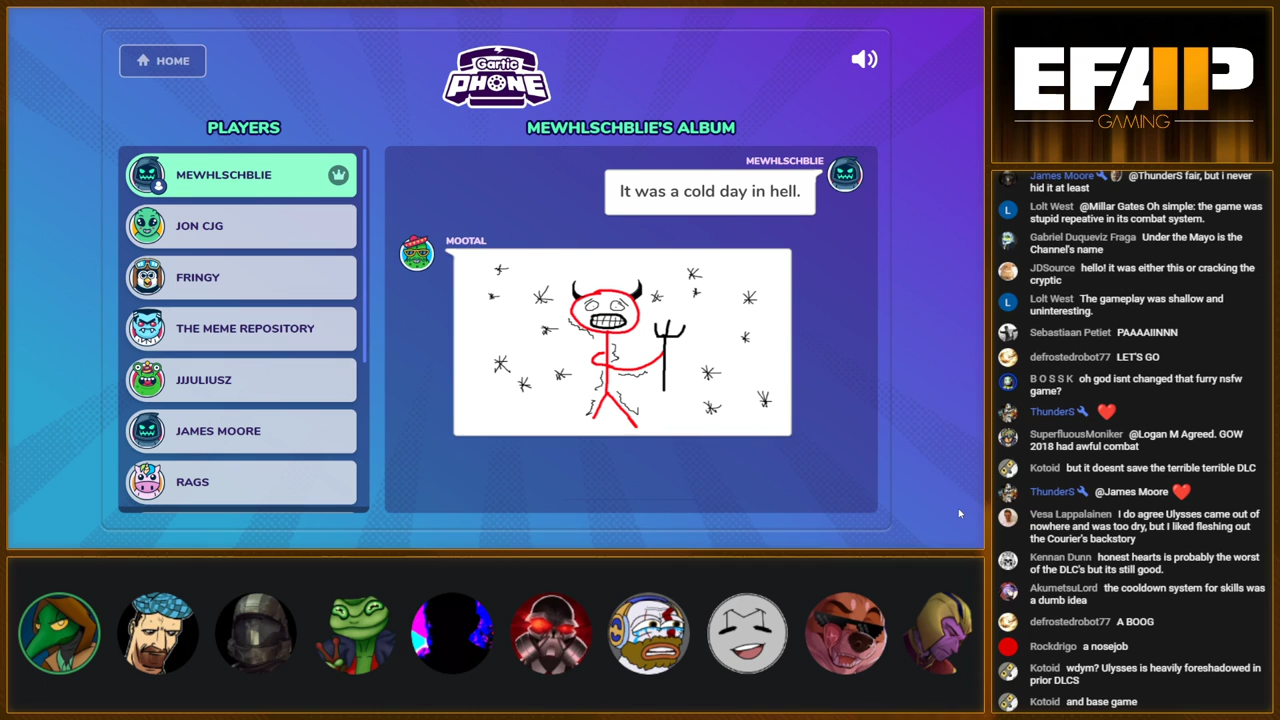 HOME
Gartic
PHONE
PLAYERS
MEWHLSCHBLIE'S ALBUM
MEWHLSCHBLIE
JON CJG
FRINGY
THE MEME REPOSITORY
JJJULIUSZ
JAMES MOORE
RAGS
MEWHLSCHBLIE
It was a cold day in hell.
MOOTAL
EFAP
GAMING
James Moore @ThunderS fair, but i never
hid it at least
L Lolt West @Millar Gates Oh simple: the game was
stupid repeative in its combat system.
Gabriel Duqueviz Fraga Under the Mayo is the
Channel's name
JDSource hello! it was either this or cracking the
cryptic
L Lolt West The gameplay was shallow and
uninteresting.
Sebastiaan Petiet PAAAAIINNN
defrostedrobot77 LET'S GO
B O S S K oh god isnt changed that furry nsfw
game?
ThunderS ❤️
SuperfluousMoniker @Logan M Agreed. GOW
2018 had awful combat
Kotoid but it doesnt save the terrible terrible DLC
ThunderS @James Moore ❤️
Vesa Lappalainen I do agree Ulysses came out of
nowhere and was too dry, but I liked fleshing out
the Courier's backstory
Kennan Dunn honest hearts is probably the worst
of the DLC's but its still good.
AkumetsuLord the cooldown system for skills was
a dumb idea
defrostedrobot77 A BOOG
Rockdrigo a nosejob
Kotoid wdym? Ulysses is heavily foreshadowed in
prior DLCS
Kotoid and base game